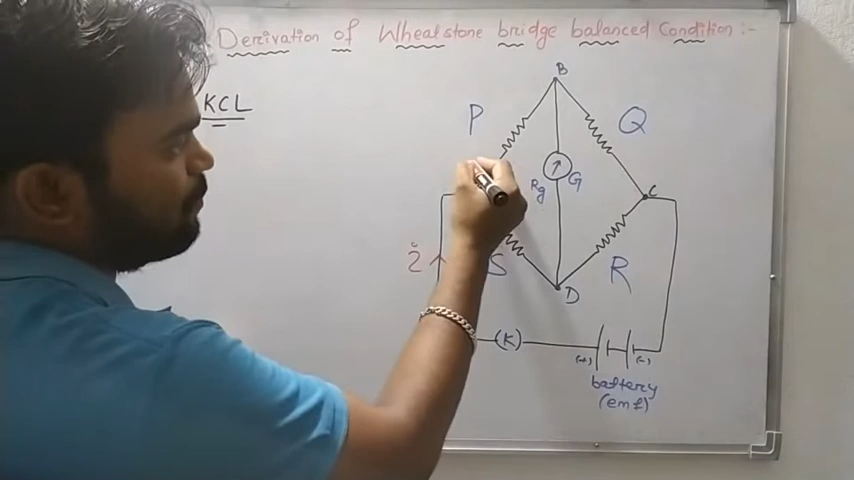 Derivation of Wheatstone bridge balanced Condition :-
KCL
B
P
Q
Rg
G
C
i
S
R
D
(K)
(+)
(-)
battery
(emf)